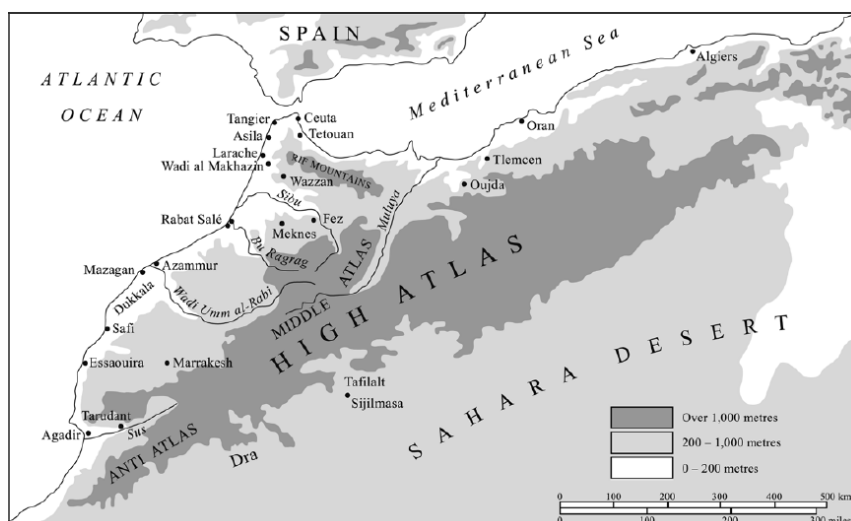 SPAIN
ATLANTIC
OCEAN
Mediterranean Sea
Algiers
Tangier
Ceuta
Asila
Tetouan
Oran
Larache
Wadi al Makhazin
RIF MOUNTAINS
Tlemcen
Wazzan
Oujda
Sibu
Muluya
Rabat Salé
Fez
Meknes
Bu Ragrag
ATLAS
Azammur
Mazagan
Dukkala
Wadi Umm al-Rabi
MIDDLE
HIGH ATLAS
Safi
Essaouira
Marrakesh
SAHARA DESERT
Tafilalt
Sijilmasa
Tarudant
Sus
Agadir
ANTI ATLAS
Dra
Over 1,000 metres
200 – 1,000 metres
0 – 200 metres
0 100 200 300 400 500 km
0 100 200 300 miles